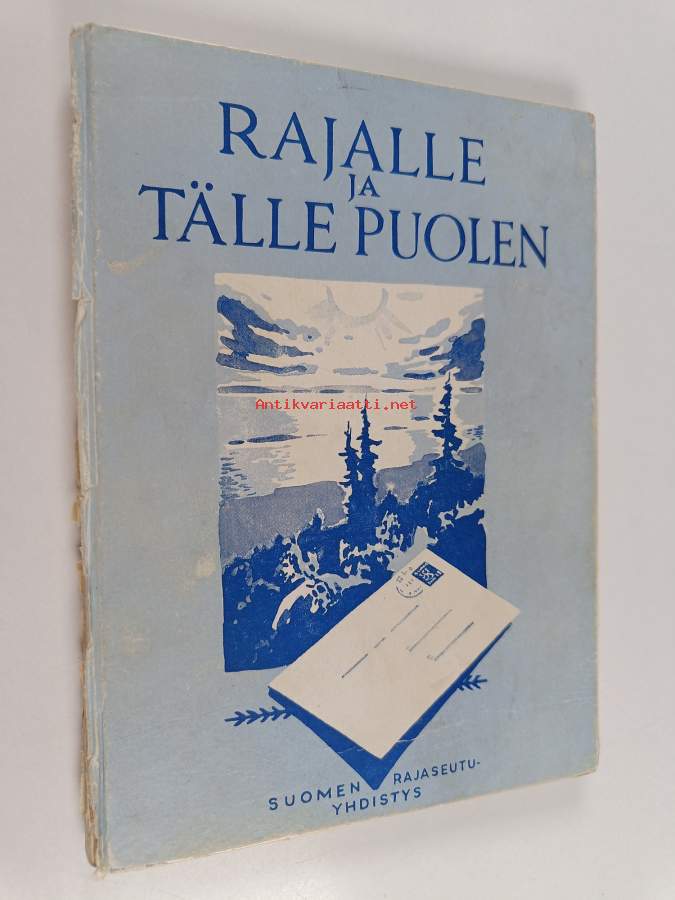 RAJALLE
JA
TÄLLE PUOLEN
Antikvariaatti.net
SUOMEN RAJASEUTU-
YHDISTYS